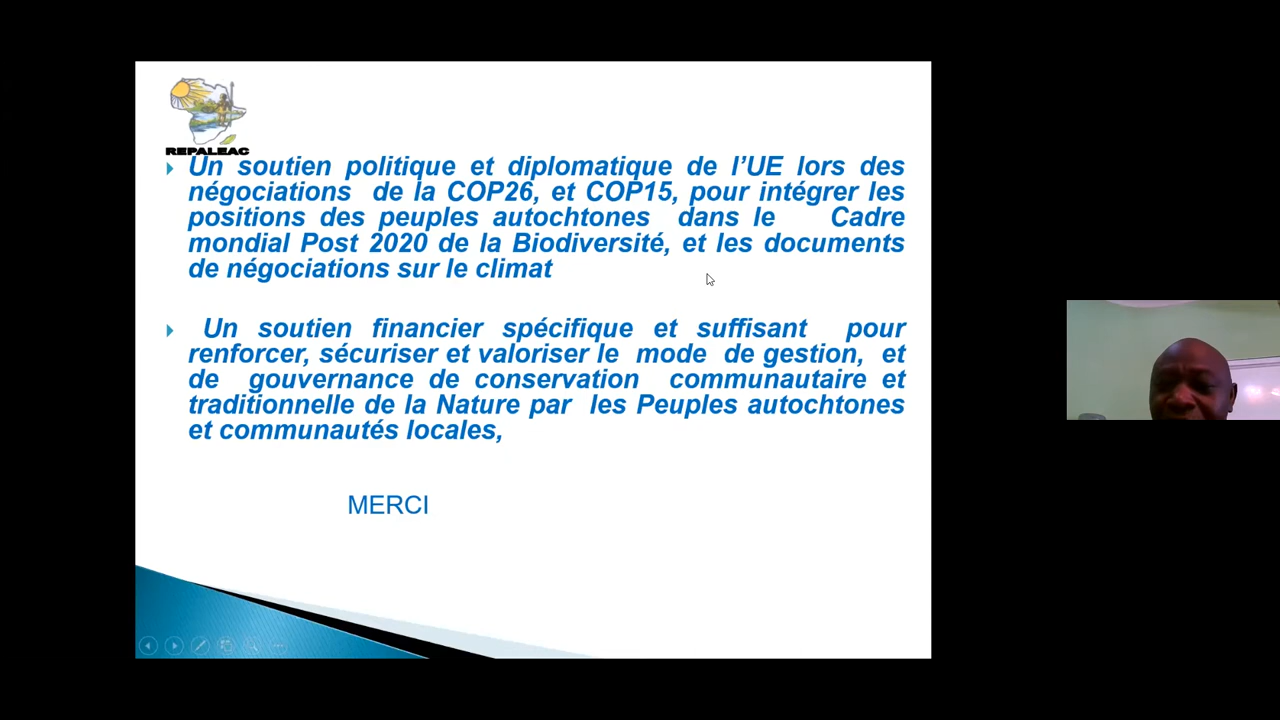 REPALEAC
Un soutien politique et diplomatique de l’UE lors des
négociations de la COP26, et COP15, pour intégrer les
positions des peuples autochtones dans le Cadre
mondial Post 2020 de la Biodiversité, et les documents
de négociations sur le climat
Un soutien financier spécifique et suffisant pour
renforcer, sécuriser et valoriser le mode de gestion, et
de gouvernance de conservation communautaire et
traditionnelle de la Nature par les Peuples autochtones
et communautés locales,
MERCI